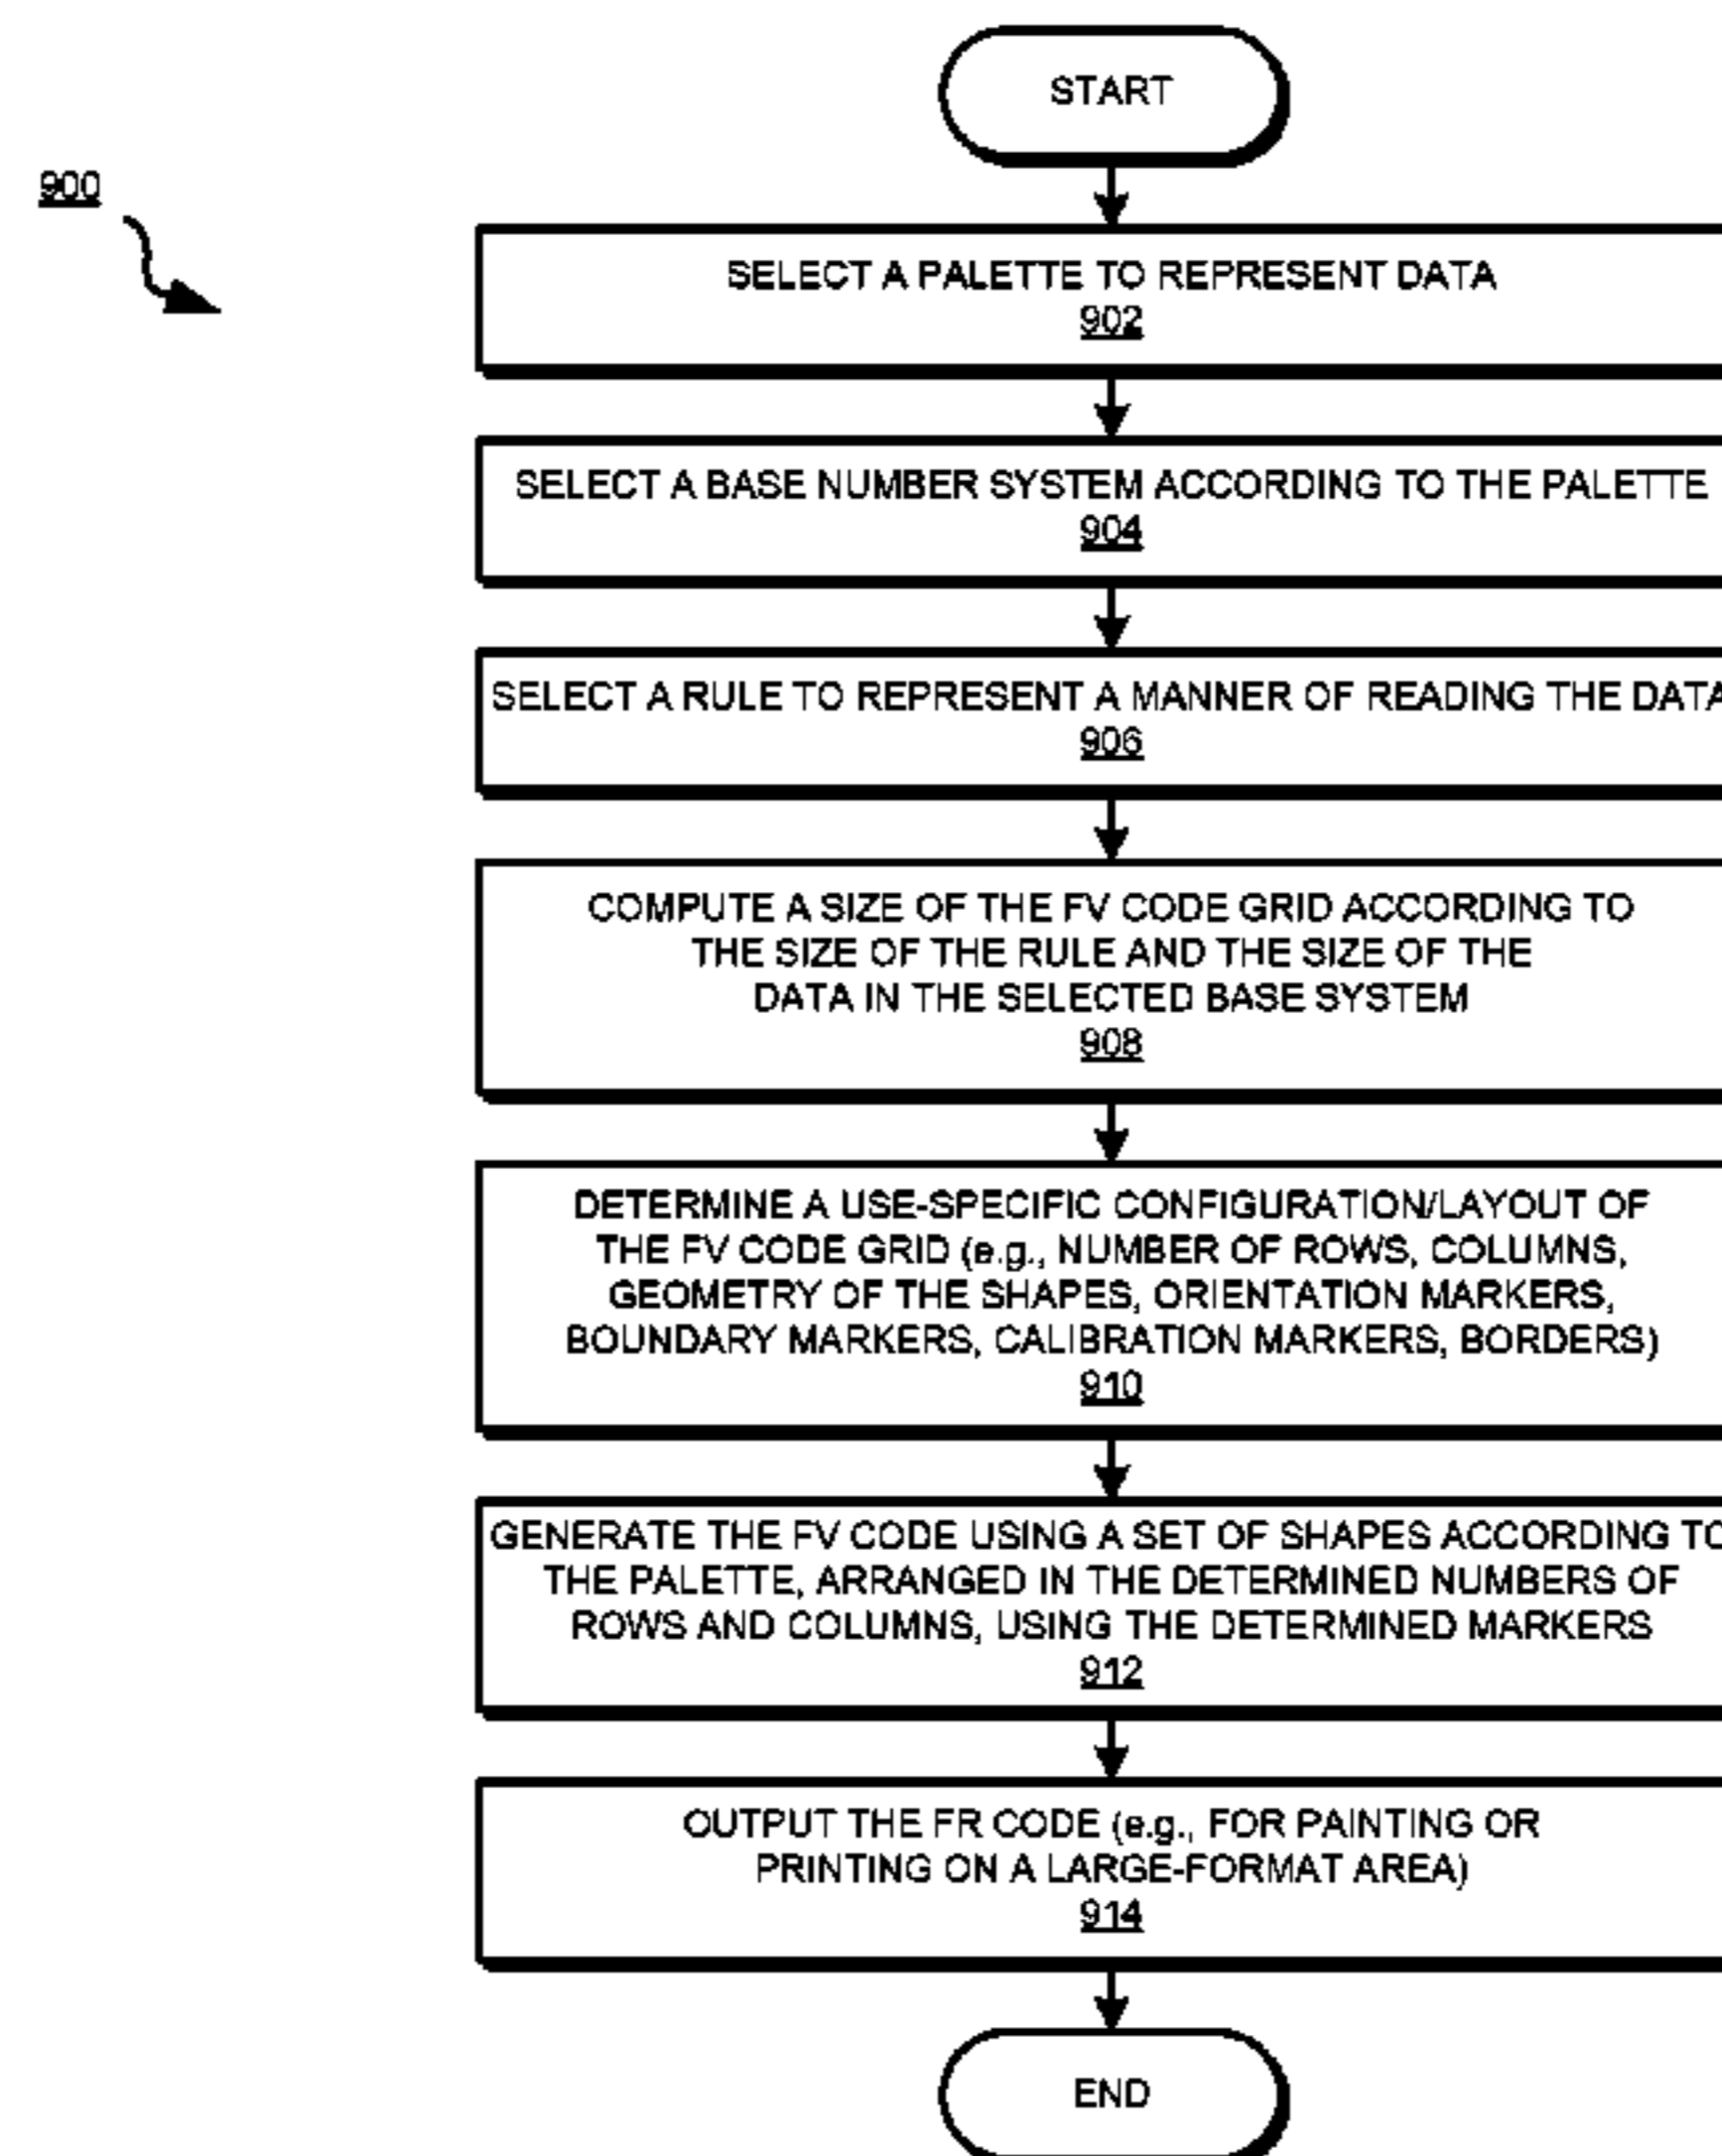 START
900
SELECT A PALETTE TO REPRESENT DATA
902
SELECT A BASE NUMBER SYSTEM ACCORDING TO THE PALETTE
904
SELECT A RULE TO REPRESENT A MANNER OF READING THE DATA
906
COMPUTE A SIZE OF THE FV CODE GRID ACCORDING TO
THE SIZE OF THE RULE AND THE SIZE OF THE
DATA IN THE SELECTED BASE SYSTEM
908
DETERMINE A USE-SPECIFIC CONFIGURATION/LAYOUT OF
THE FV CODE GRID (e.g., NUMBER OF ROWS, COLUMNS,
GEOMETRY OF THE SHAPES, ORIENTATION MARKERS,
BOUNDARY MARKERS, CALIBRATION MARKERS, BORDERS)
910
GENERATE THE FV CODE USING A SET OF SHAPES ACCORDING TO
THE PALETTE, ARRANGED IN THE DETERMINED NUMBERS OF
ROWS AND COLUMNS, USING THE DETERMINED MARKERS
912
OUTPUT THE FR CODE (e.g., FOR PAINTING OR
PRINTING ON A LARGE-FORMAT AREA)
914
END